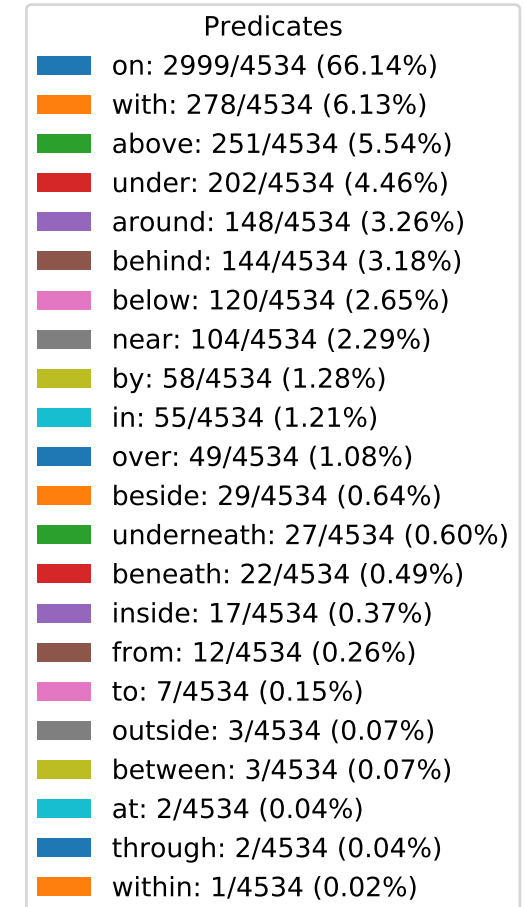 Predicates
on: 2999/4534 (66.14%)
with: 278/4534 (6.13%)
above: 251/4534 (5.54%)
under: 202/4534 (4.46%)
around: 148/4534 (3.26%)
behind: 144/4534 (3.18%)
below: 120/4534 (2.65%)
near: 104/4534 (2.29%)
by: 58/4534 (1.28%)
in: 55/4534 (1.21%)
over: 49/4534 (1.08%)
beside: 29/4534 (0.64%)
underneath: 27/4534 (0.60%)
beneath: 22/4534 (0.49%)
inside: 17/4534 (0.37%)
from: 12/4534 (0.26%)
to: 7/4534 (0.15%)
outside: 3/4534 (0.07%)
between: 3/4534 (0.07%)
at: 2/4534 (0.04%)
through: 2/4534 (0.04%)
within: 1/4534 (0.02%)